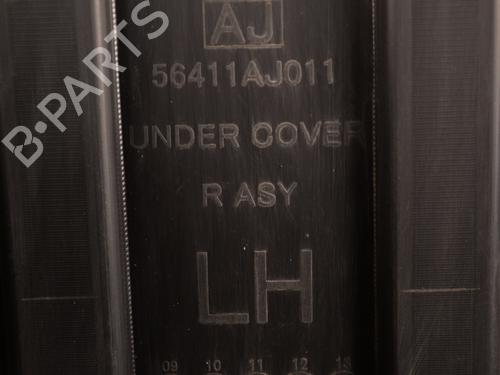 AJ
56411AJ011
UNDER COVER
R ASY
LH
09 10 11 12 13
B-PARTS